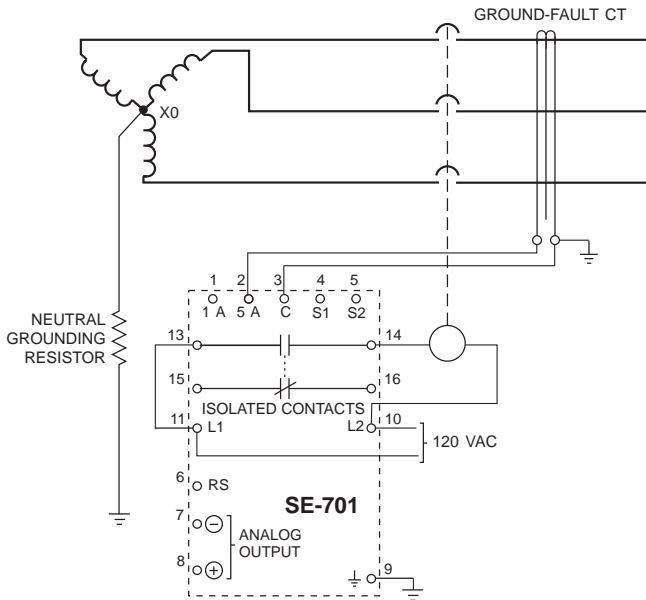 GROUND-FAULT CT
X0
1 2 3 4 5
1 A 5 A C S1 S2
NEUTRAL
GROUNDING
RESISTOR
13 14
15 16
ISOLATED CONTACTS
11 L1 L2 10
120 VAC
6 RS
SE-701
7 −
ANALOG
OUTPUT
8 +
9